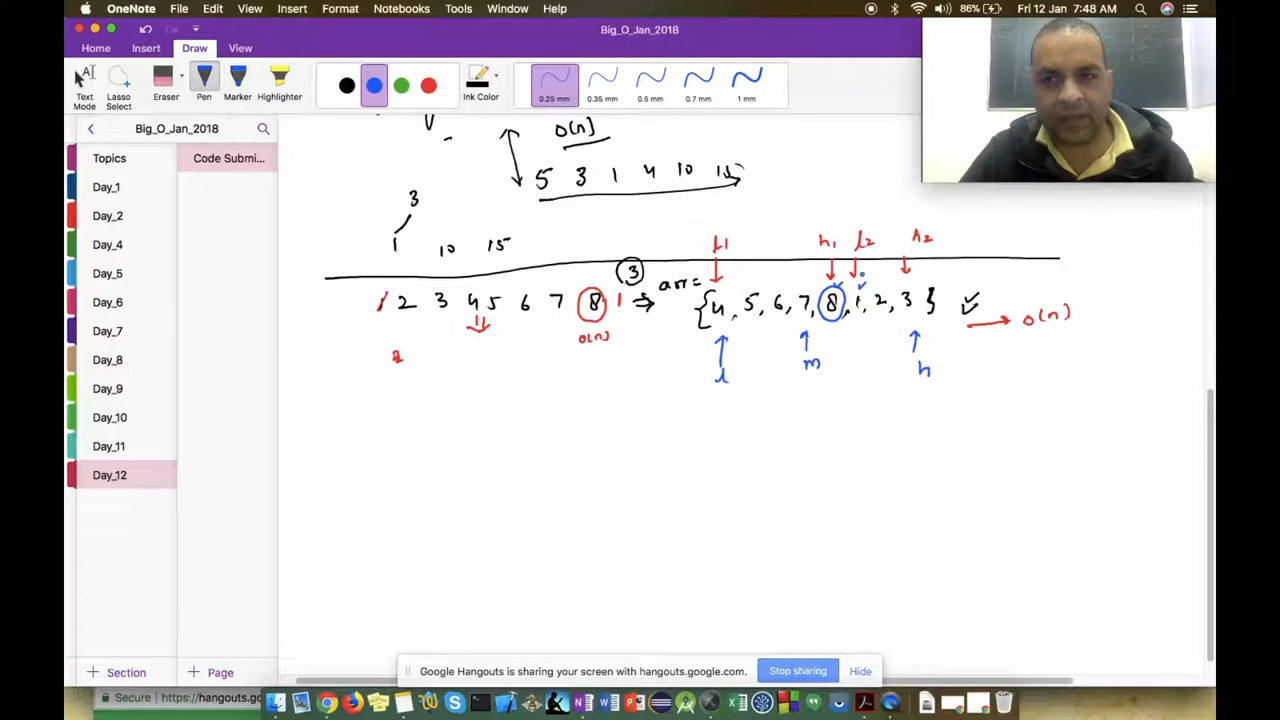 OneNote File Edit View Insert Format Notebooks Tools Window Help 86% Fri 12 Jan 7:48 AM
Big_O_Jan_2018
Home Insert Draw View
Text Mode Lasso Select Eraser Pen Marker Highlighter Ink Color 0.25 mm 0.35 mm 0.5 mm 0.7 mm 1 mm
Big_O_Jan_2018
Topics Code Submi...
Day_1
Day_2
Day_4
Day_5
Day_6
Day_7
Day_8
Day_9
Day_10
Day_11
Day_12
O(n)
5 3 1 4 10 15
3
1 10 15
l1 h1 l2 h2
3
1 2 3 4 5 6 7 8 1 ⇒ arr = {4, 5, 6, 7, 8, 1, 2, 3} → O(n)
O(n)
l m h
+ Section + Page
Google Hangouts is sharing your screen with hangouts.google.com. Stop sharing Hide
Secure https://hangouts.go